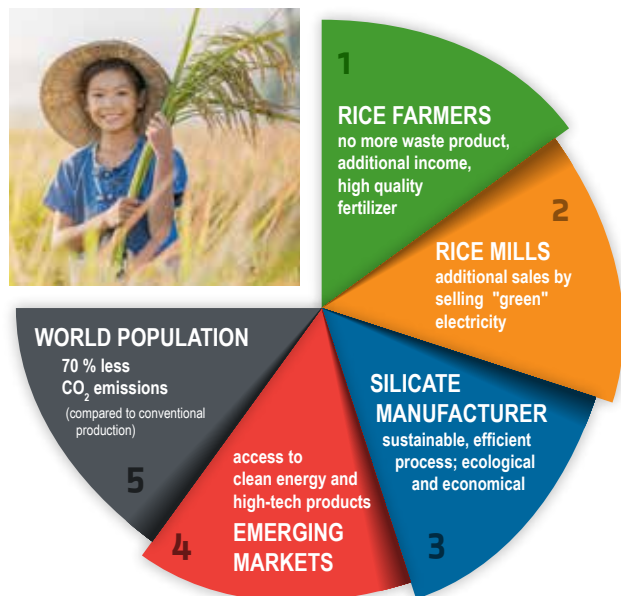 1
RICE FARMERS
no more waste product,
additional income,
high quality
fertilizer
2
RICE MILLS
additional sales by
selling "green"
electricity
SILICATE
MANUFACTURER
sustainable, efficient
process; ecological
and economical
3
access to
clean energy and
high-tech products
EMERGING
MARKETS
4
WORLD POPULATION
70 % less
CO₂ emissions
(compared to conventional
production)
5